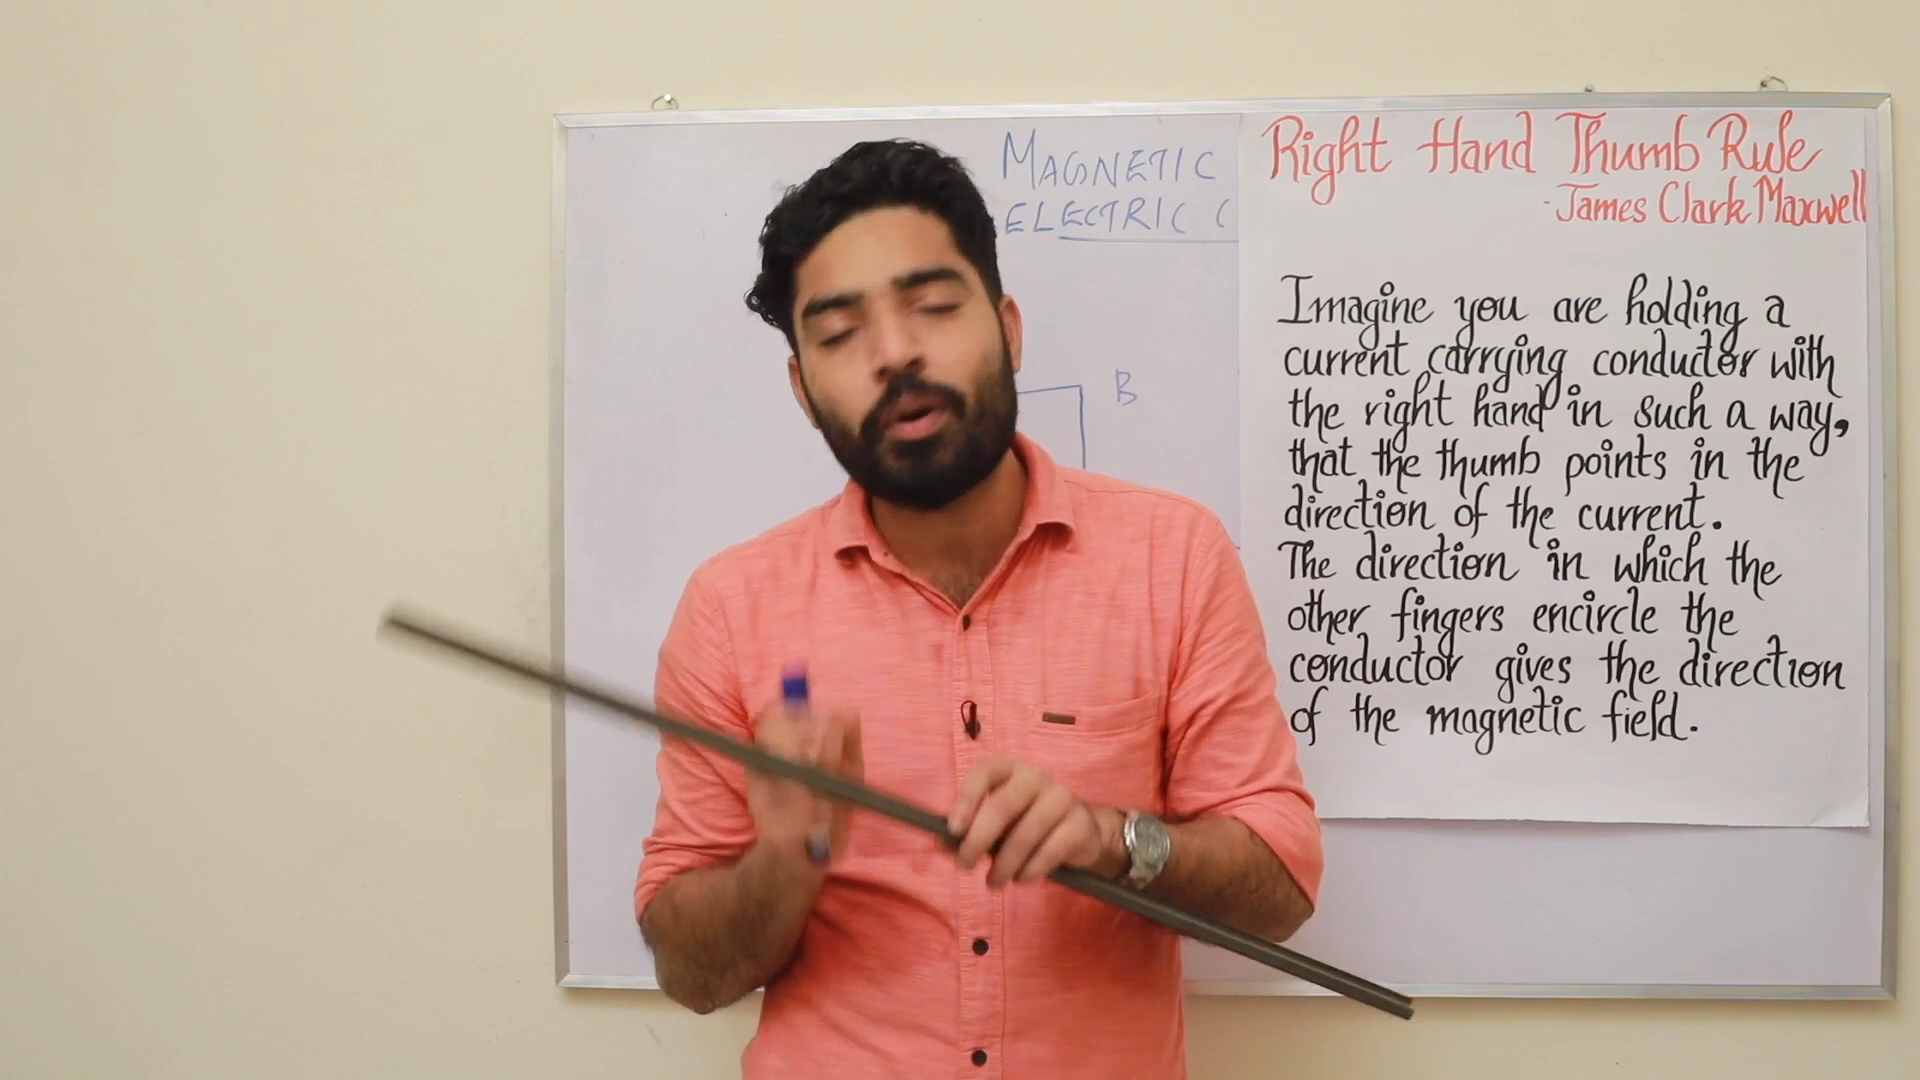 MAGNETIC
ELECTRIC C
B
Right Hand Thumb Rule
-James Clark Maxwell
Imagine you are holding a
current carrying conductor with
the right hand in such a way,
that the thumb points in the
direction of the current.
The direction in which the
other fingers encircle the
conductor gives the direction
of the magnetic field.